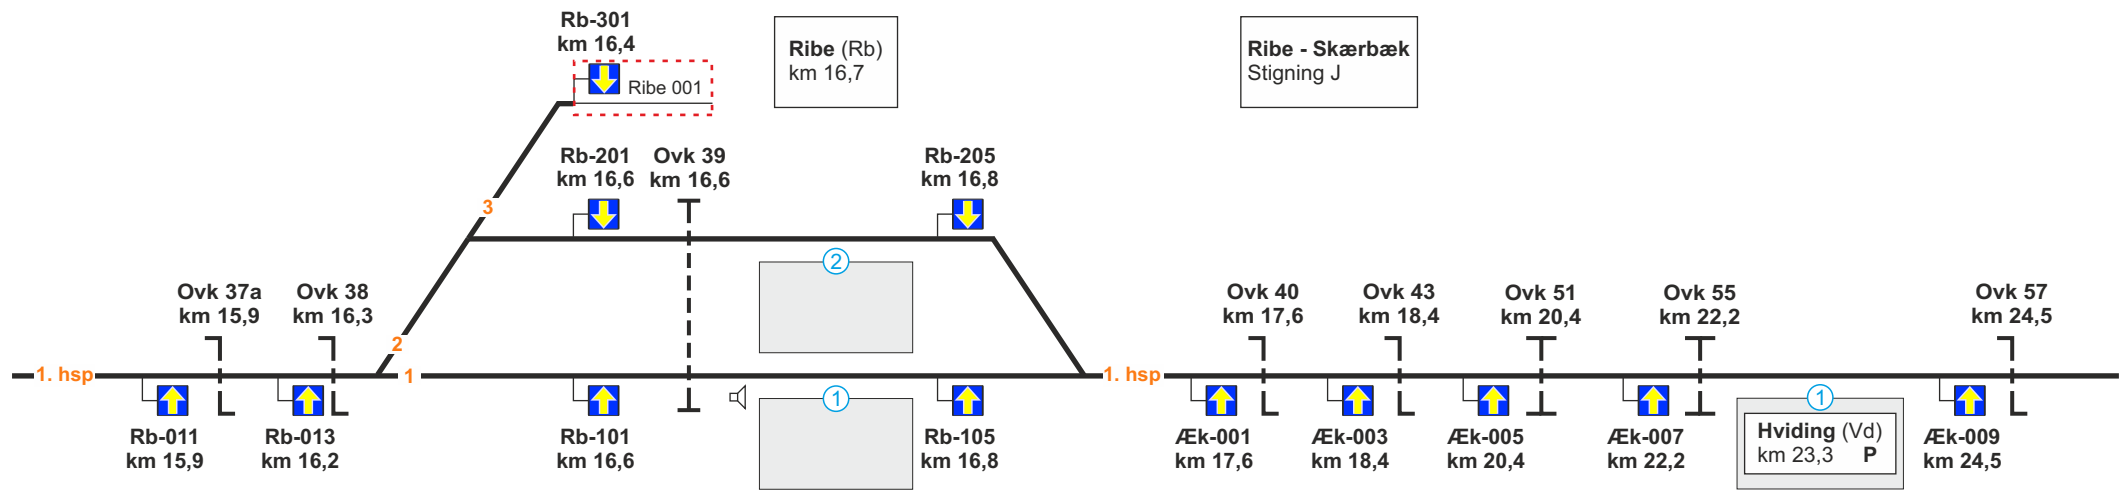 Rb-301
km 16,4
Ribe 001
Ribe (Rb)
km 16,7
Ribe - Skærbæk
Stigning J
Rb-201
km 16,6
Ovk 39
km 16,6
Rb-205
km 16,8
3
2
Ovk 37a
km 15,9
Ovk 38
km 16,3
Ovk 40
km 17,6
Ovk 43
km 18,4
Ovk 51
km 20,4
Ovk 55
km 22,2
Ovk 57
km 24,5
2
1. hsp
1
1. hsp
1
1
Rb-011
km 15,9
Rb-013
km 16,2
Rb-101
km 16,6
Rb-105
km 16,8
Æk-001
km 17,6
Æk-003
km 18,4
Æk-005
km 20,4
Æk-007
km 22,2
Hviding (Vd)
km 23,3 P
Æk-009
km 24,5